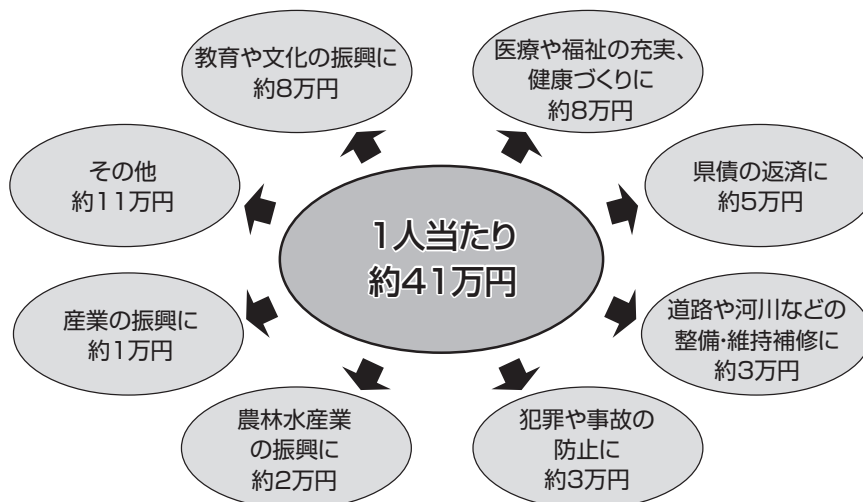 教育や文化の振興に
約8万円
医療や福祉の充実、
健康づくりに
約8万円
その他
約11万円
県債の返済に
約5万円
1人当たり
約41万円
産業の振興に
約1万円
道路や河川などの
整備・維持補修に
約3万円
農林水産業
の振興に
約2万円
犯罪や事故の
防止に
約3万円